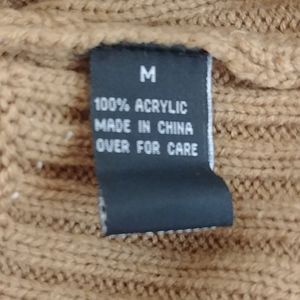 M
100% ACRYLIC
MADE IN CHINA
OVER FOR CARE